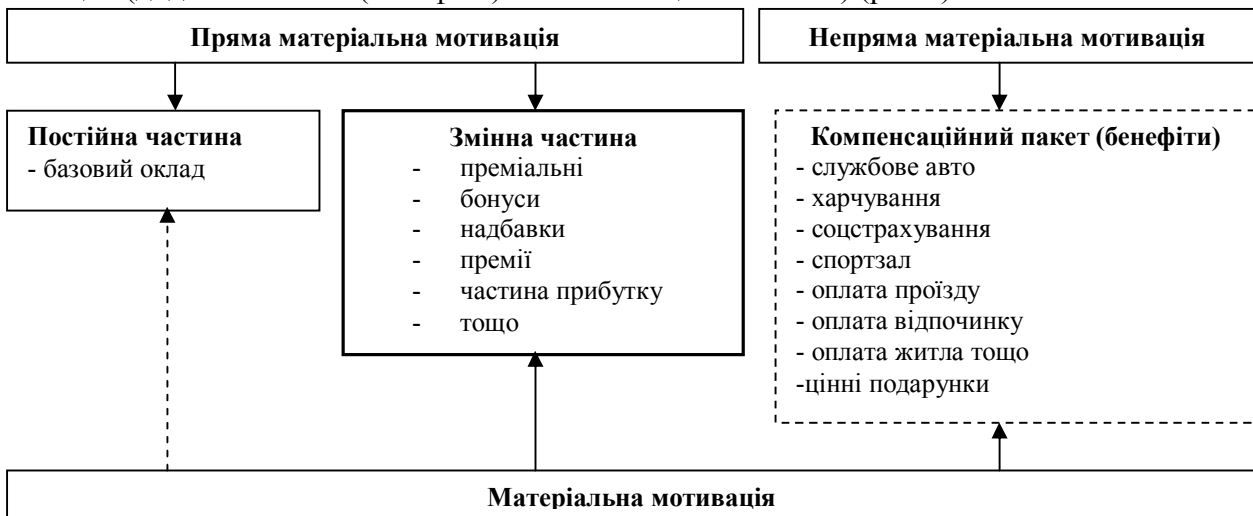 Пряма матеріальна мотивація
Непряма матеріальна мотивація
Постійна частина
- базовий оклад
Змінна частина
- преміальні
- бонуси
- надбавки
- премії
- частина прибутку
- тощо
Компенсаційний пакет (бенефіти)
- службове авто
- харчування
- соцстрахування
- спортзал
- оплата проїзду
- оплата відпочинку
- оплата житла тощо
-цінні подарунки
Матеріальна мотивація